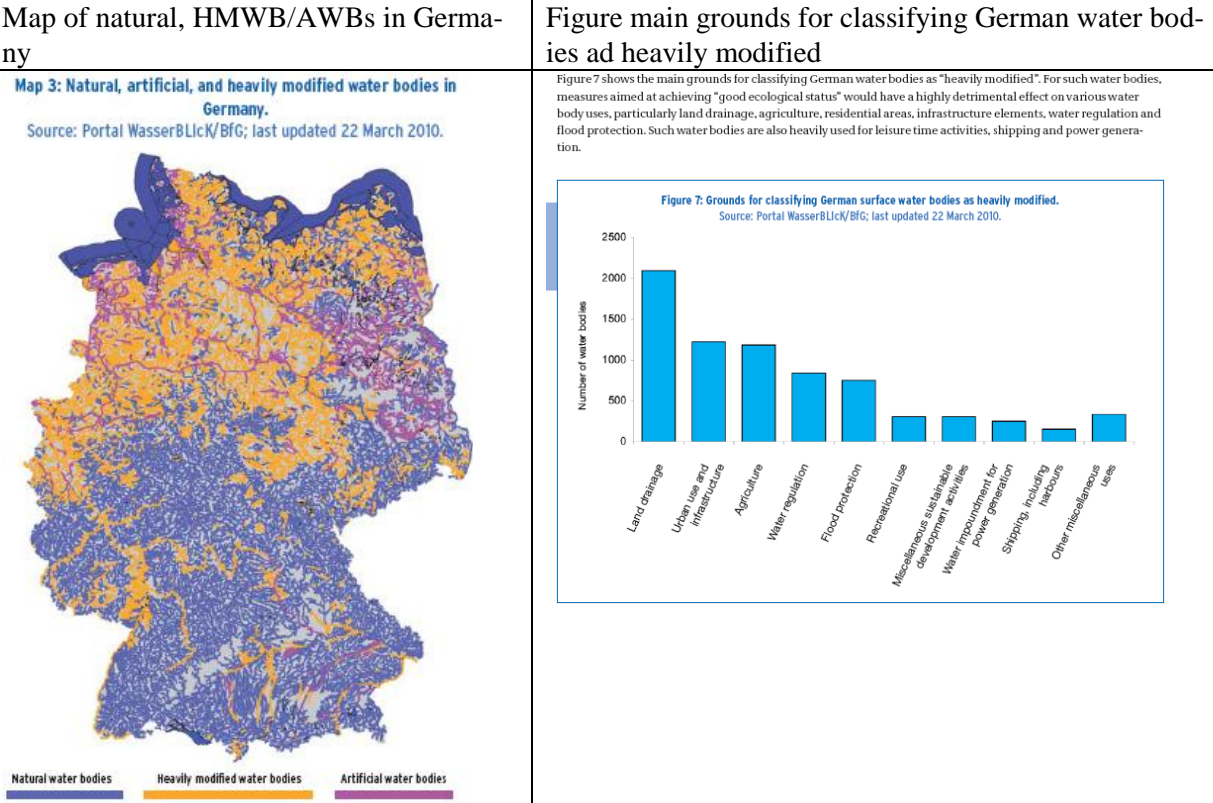 Map of natural, HMWB/AWBs in Germa-
ny
Map 3: Natural, artificial, and heavily modified water bodies in
Germany.
Source: Portal WasserBLIcK/BfG; last updated 22 March 2010.
Natural water bodies
Heavily modified water bodies
Artificial water bodies
Figure main grounds for classifying German water bod-
ies ad heavily modified
Figure 7 shows the main grounds for classifying German water bodies as “heavily modified”. For such water bodies,
measures aimed at achieving “good ecological status” would have a highly detrimental effect on various water
body uses, particularly land drainage, agriculture, residential areas, infrastructure elements, water regulation and
flood protection. Such water bodies are also heavily used for leisure time activities, shipping and power genera-
tion.
Figure 7: Grounds for classifying German surface water bodies as heavily modified.
Source: Portal WasserBLIcK/BfG; last updated 22 March 2010.
Number of water bodies
2500
2000
1500
1000
500
0
Land drainage
Urban use and
infrastructure
Agriculture
Water regulation
Flood protection
Recreational use
Miscellaneous sustainable
development activities
Water impoundment for
power generation
Shipping, including
harbours
Other miscellaneous
uses